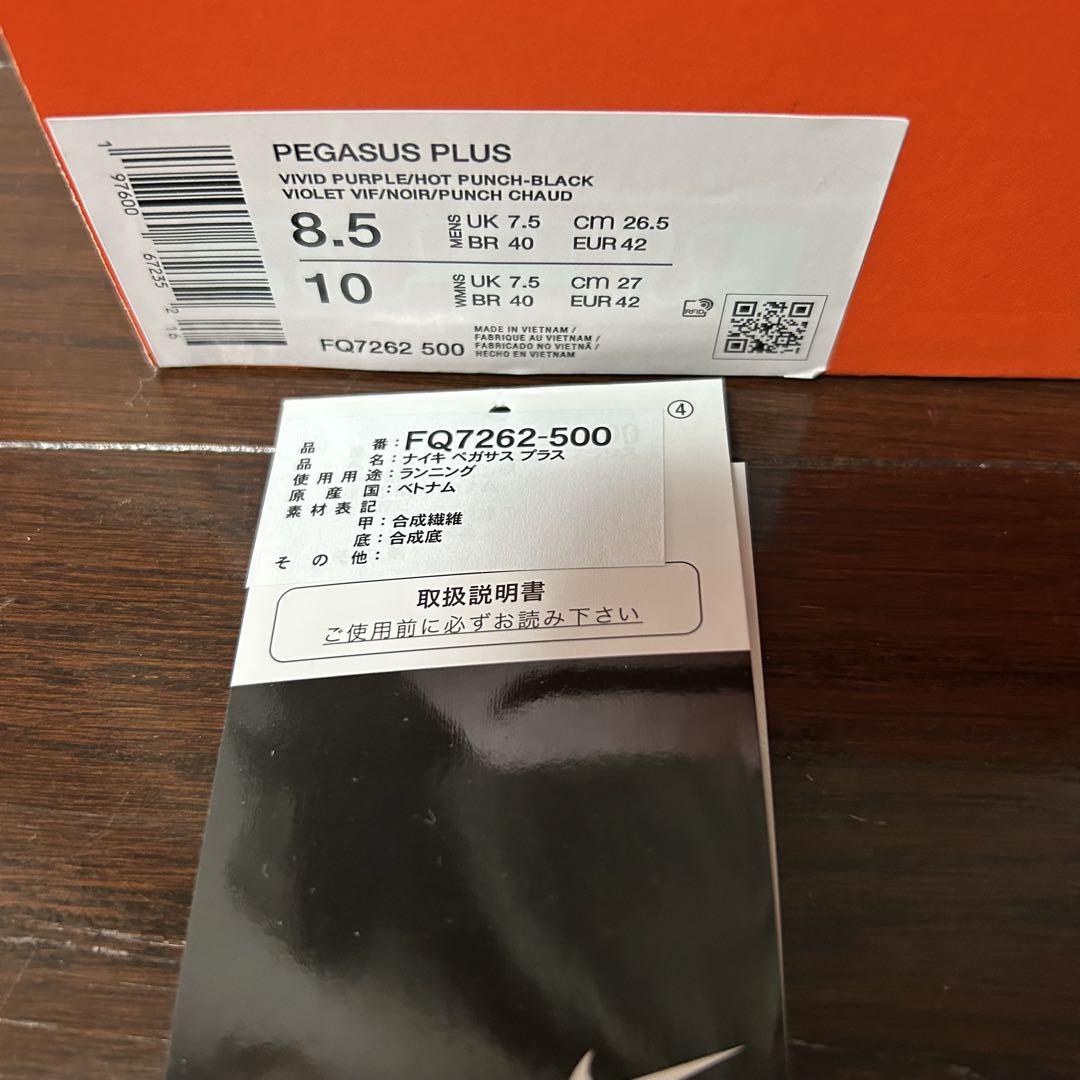 PEGASUS PLUS
VIVID PURPLE/HOT PUNCH-BLACK
VIOLET VIF/NOIR/PUNCH CHAUD
8.5 MENS UK 7.5 cm 26.5
BR 40 EUR 42
10 WMNS UK 7.5 cm 27
BR 40 EUR 42
RFID
FQ7262 500
MADE IN VIETNAM /
FABRIQUE AU VIETNAM /
FABRICADO NO VIETNÃ /
HECHO EN VIETNAM
1 97600 67235 2 16
④
品番:FQ7262-500
品名:ナイキ ペガサス プラス
使用用途:ランニング
原産国:ベトナム
素材表記
甲:合成繊維
底:合成底
その他:
取扱説明書
ご使用前に必ずお読み下さい